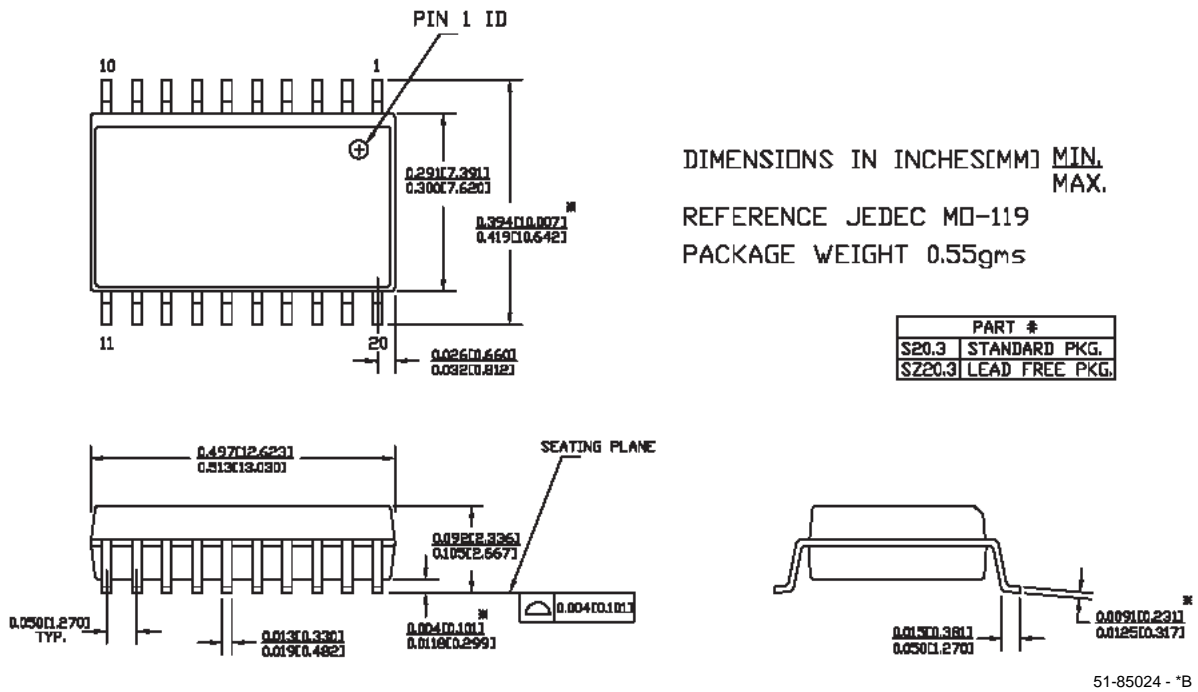 PIN 1 ID
10
1
0.291[7.391]
0.300[7.620]
*
0.394[10.007]
0.419[10.642]
DIMENSIONS IN INCHES[MM] MIN.
MAX.
REFERENCE JEDEC MO-119
PACKAGE WEIGHT 0.55gms
11
20
0.026[0.660]
0.032[0.812]
PART #
S20.3 STANDARD PKG.
SZ20.3 LEAD FREE PKG.
0.497[12.623]
0.513[13.030]
SEATING PLANE
0.092[2.336]
0.105[2.667]
0.050[1.270]
TYP.
0.013[0.330]
0.019[0.482]
*
0.004[0.101]
0.0118[0.299]
0.004[0.101]
0.015[0.381]
0.050[1.270]
*
0.0091[0.231]
0.0125[0.317]
51-85024 - *B